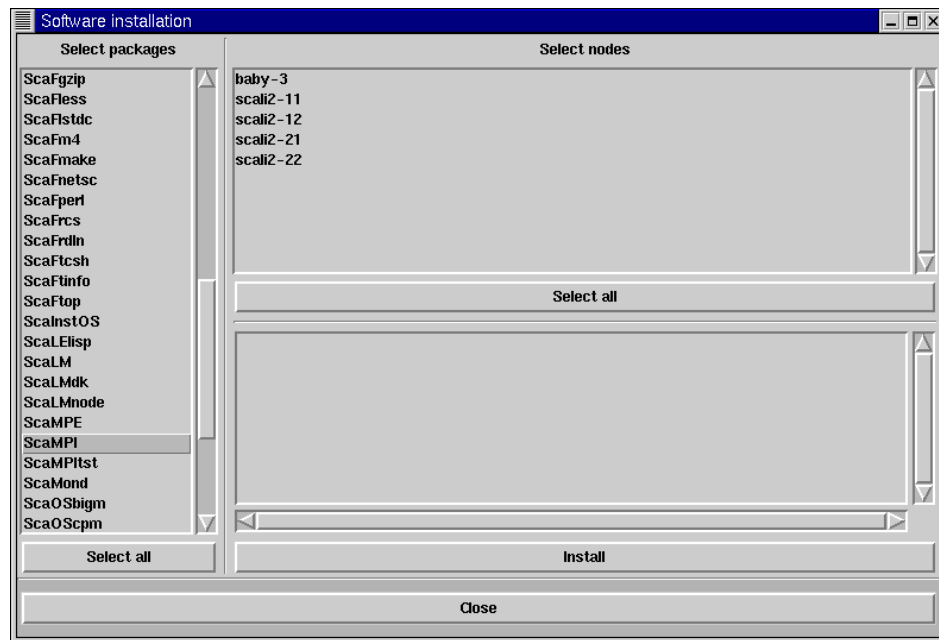 Software installation
Select packages
Select nodes
ScaFgzip
ScaFless
ScaFlstdc
ScaFm4
ScaFmake
ScaFnetsc
ScaFperl
ScaFrcs
ScaFrdln
ScaFtcsh
ScaFtinfo
ScaFtop
ScaInstOS
ScaLElisp
ScaLM
ScaLMdk
ScaLMnode
ScaMPE
ScaMPI
ScaMPItst
ScaMond
ScaOSbigm
ScaOScpm
Select all
baby-3
scali2-11
scali2-12
scali2-21
scali2-22
Select all
Install
Close